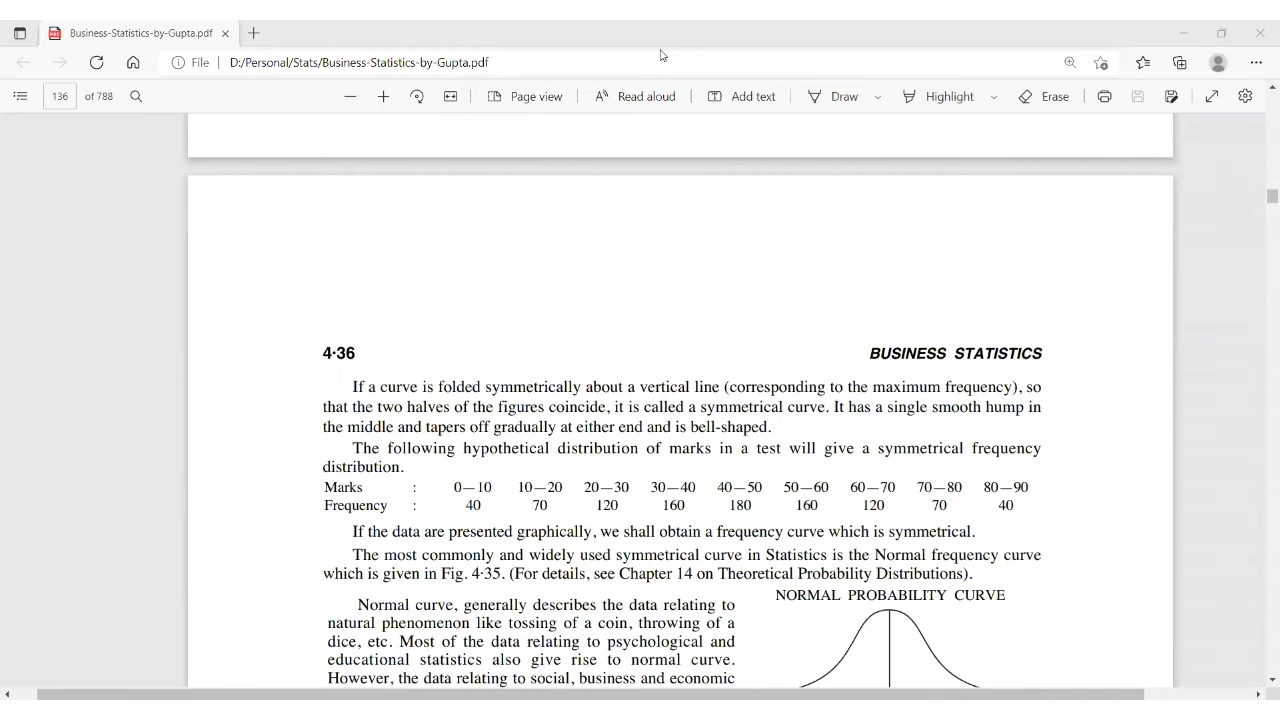 Business-Statistics-by-Gupta.pdf
File D:/Personal/Stats/Business-Statistics-by-Gupta.pdf
136 of 788 Page view Read aloud Add text Draw Highlight Erase
4·36 BUSINESS STATISTICS
If a curve is folded symmetrically about a vertical line (corresponding to the maximum frequency), so
that the two halves of the figures coincide, it is called a symmetrical curve. It has a single smooth hump in
the middle and tapers off gradually at either end and is bell-shaped.
The following hypothetical distribution of marks in a test will give a symmetrical frequency
distribution.
Marks : 0—10 10—20 20—30 30—40 40—50 50—60 60—70 70—80 80—90
Frequency : 40 70 120 160 180 160 120 70 40
If the data are presented graphically, we shall obtain a frequency curve which is symmetrical.
The most commonly and widely used symmetrical curve in Statistics is the Normal frequency curve
which is given in Fig. 4·35. (For details, see Chapter 14 on Theoretical Probability Distributions).
Normal curve, generally describes the data relating to
natural phenomenon like tossing of a coin, throwing of a
dice, etc. Most of the data relating to psychological and
educational statistics also give rise to normal curve.
However, the data relating to social, business and economic
NORMAL PROBABILITY CURVE